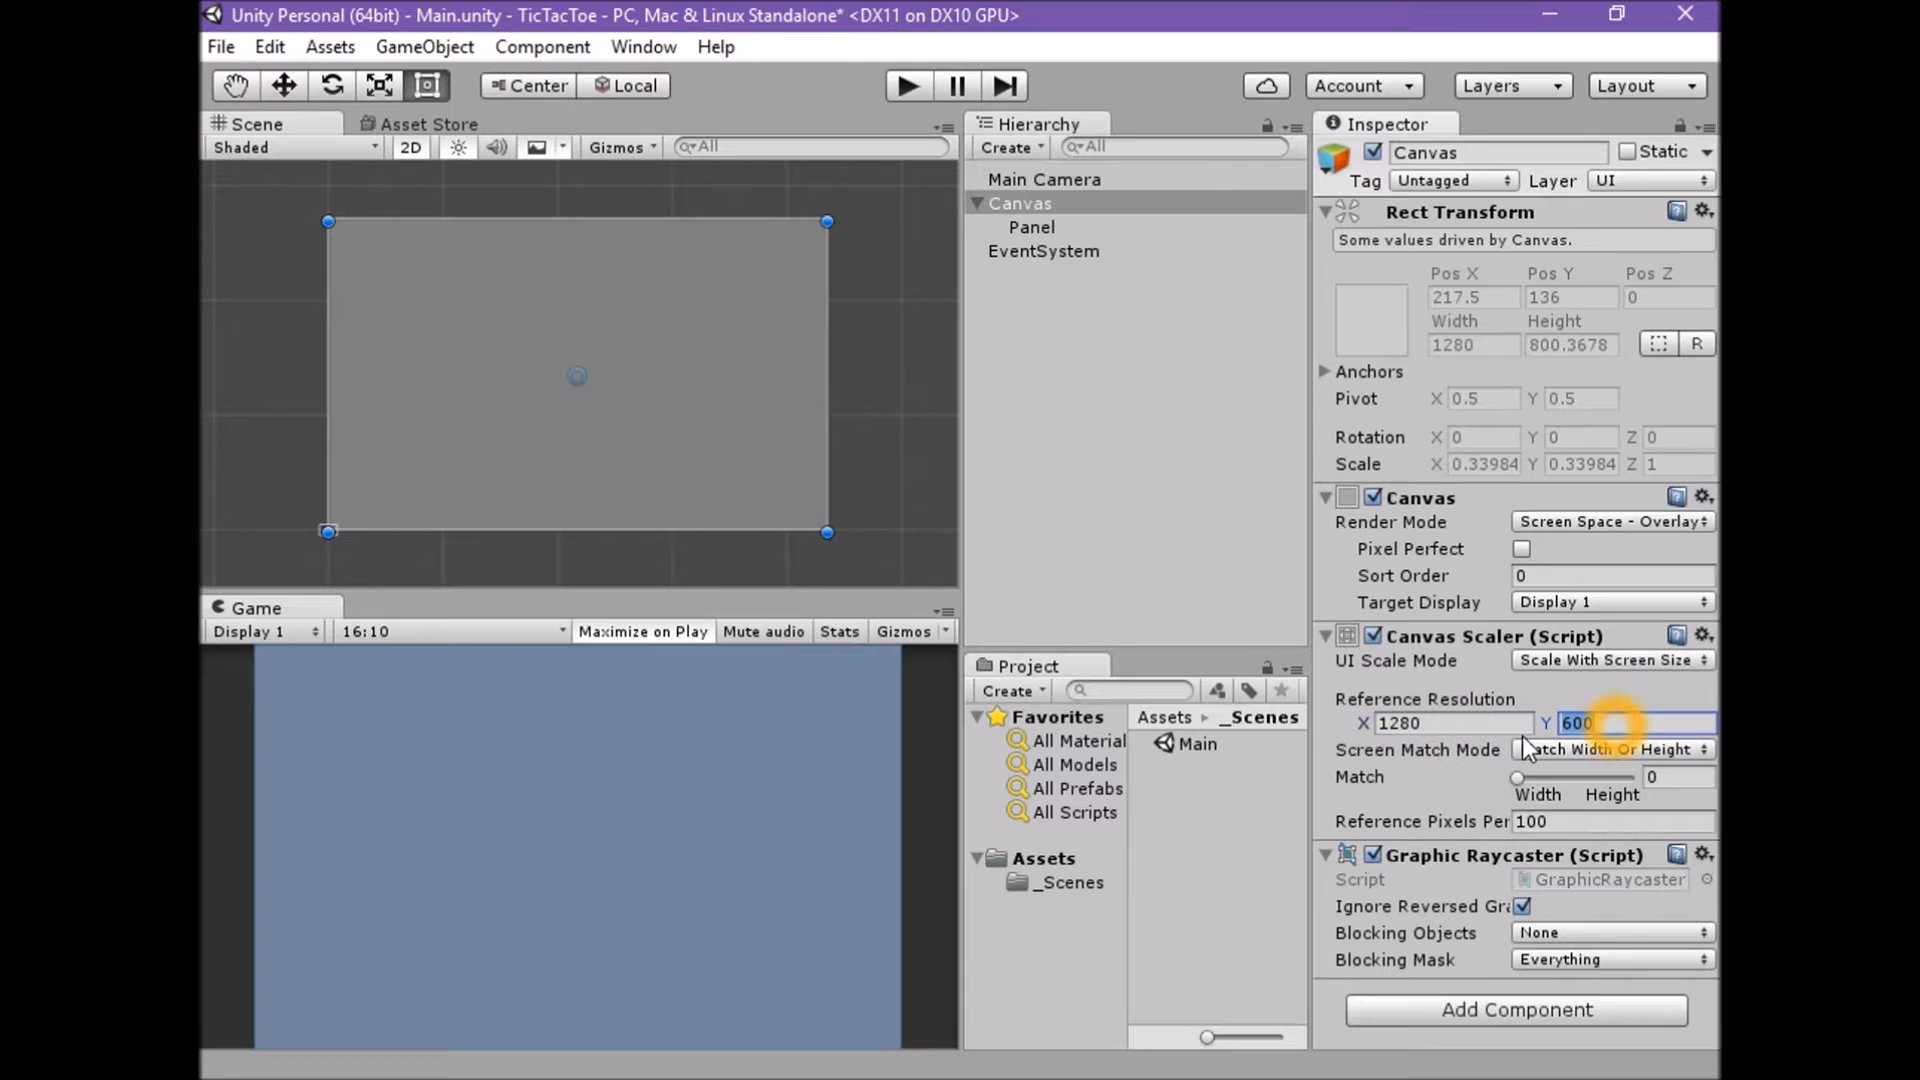 Unity Personal (64bit) - Main.unity - TicTacToe - PC, Mac & Linux Standalone* <DX11 on DX10 GPU>
File Edit Assets GameObject Component Window Help
Center Local Account Layers Layout
Scene Asset Store
Shaded 2D Gizmos All
Game
Display 1 16:10 Maximize on Play Mute audio Stats Gizmos
Hierarchy
Create All
Main Camera
Canvas
Panel
EventSystem
Project
Create
Favorites
All Material
All Models
All Prefabs
All Scripts
Assets
_Scenes
Assets _Scenes
Main
Inspector
Canvas Static
Tag Untagged Layer UI
Rect Transform
Some values driven by Canvas.
Pos X Pos Y Pos Z
217.5 136 0
Width Height
1280 800.3678 R
Anchors
Pivot X 0.5 Y 0.5
Rotation X 0 Y 0 Z 0
Scale X 0.33984 Y 0.33984 Z 1
Canvas
Render Mode Screen Space - Overlay
Pixel Perfect
Sort Order 0
Target Display Display 1
Canvas Scaler (Script)
UI Scale Mode Scale With Screen Size
Reference Resolution
X 1280 Y 600
Screen Match Mode atch Width Or Height
Match 0
Width Height
Reference Pixels Per 100
Graphic Raycaster (Script)
Script GraphicRaycaster
Ignore Reversed Gra
Blocking Objects None
Blocking Mask Everything
Add Component